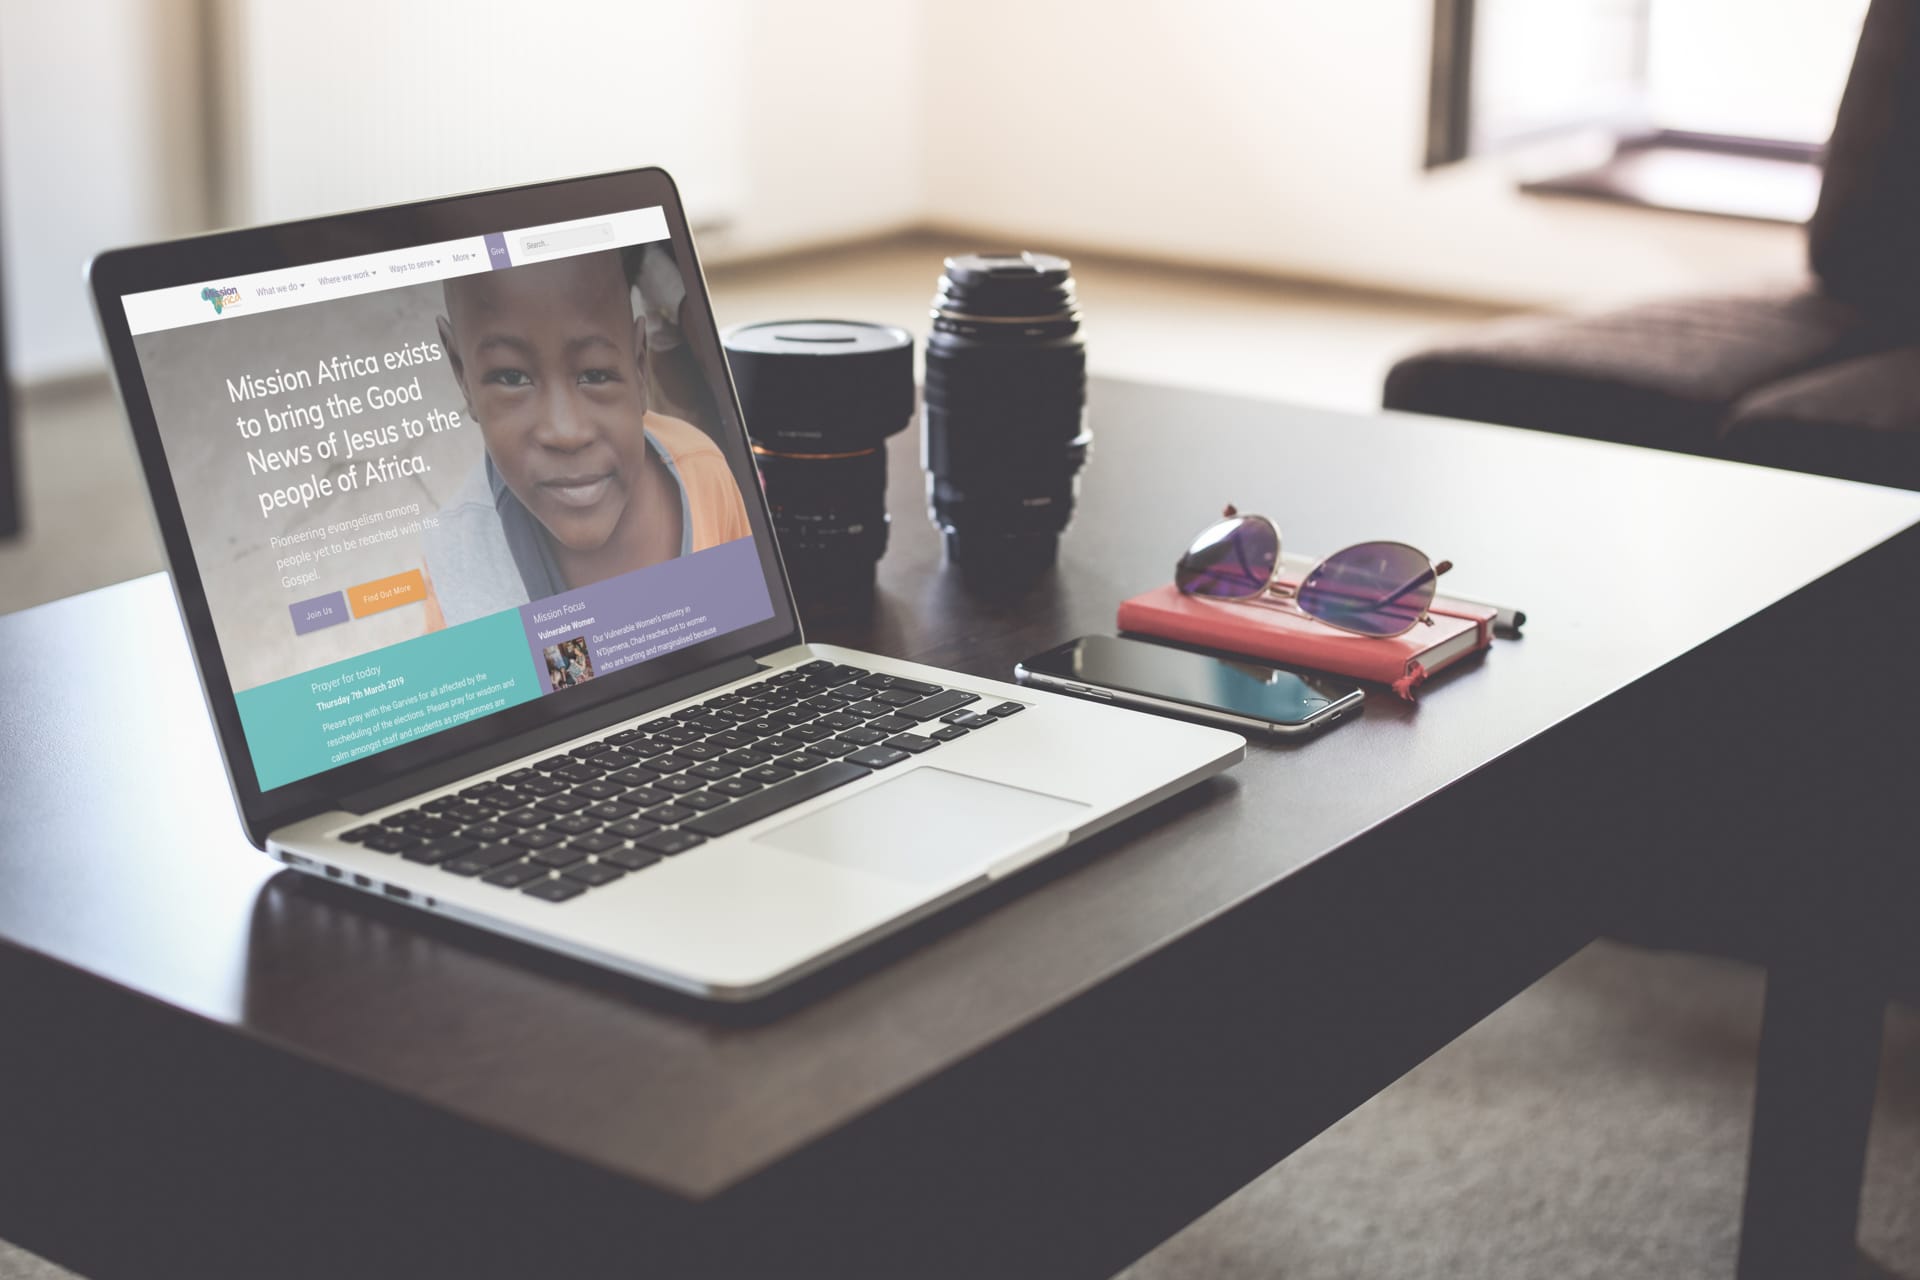 Mission
Africa
What we do
Where we work
Ways to serve
More
Give
Search...
Mission Africa exists
to bring the Good
News of Jesus to the
people of Africa.
Pioneering evangelism among
people yet to be reached with the
Gospel.
Join Us
Find Out More
Prayer for today
Thursday 7th March 2019
Please pray with the Garvies for all affected by the
rescheduling of the elections. Please pray for wisdom and
calm amongst staff and students as programmes are
Mission Focus
Vulnerable Women
Our Vulnerable Women's ministry in
N'Djamena, Chad reaches out to women
who are hurting and marginalised because